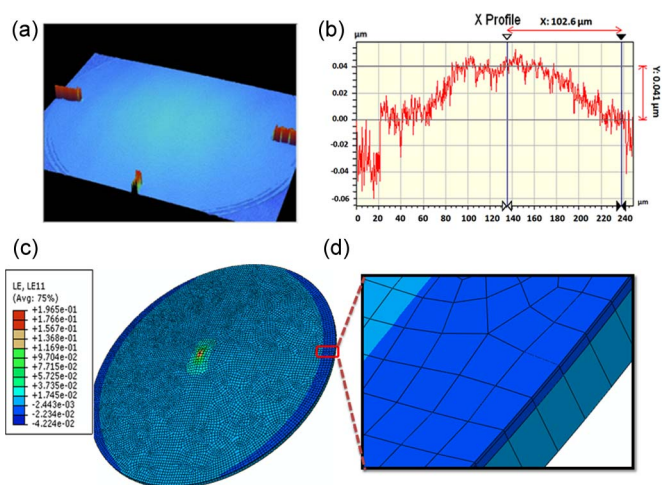 (a)
(b)
X Profile
X: 102.6 µm
µm
0.04
0.02
0.00
-0.02
-0.04
-0.06
Y: 0.041 µm
µm
0 20 40 60 80 100 120 140 160 180 200 220 240
(c)
(d)
LE, LE11
(Avg: 75%)
+1.965e-01
+1.766e-01
+1.567e-01
+1.368e-01
+1.169e-01
+9.704e-02
+7.715e-02
+5.725e-02
+3.735e-02
+1.745e-02
-2.443e-03
-2.234e-02
-4.224e-02